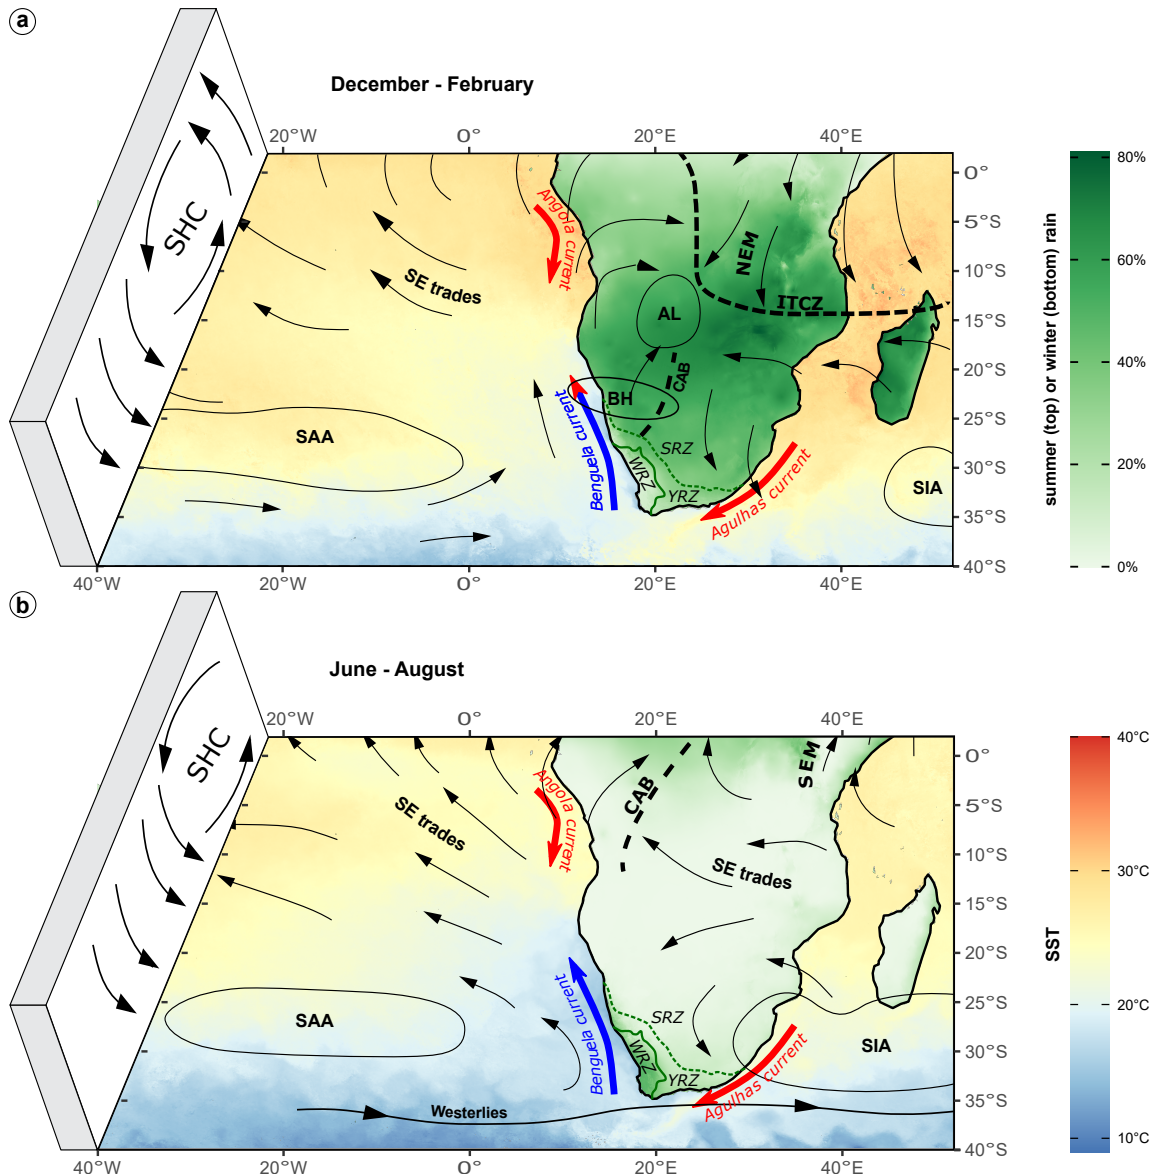 a
December - February
20°W
0°
20°E
40°E
SHC
0°
5°S
10°S
15°S
20°S
25°S
30°S
35°S
40°S
Angola current
SE trades
NEM
ITCZ
AL
CAB
BH
SAA
SRZ
WRZ
YRZ
Benguela current
Agulhas current
SIA
40°W
20°W
0°
20°E
40°E
summer (top) or winter (bottom) rain
80%
60%
40%
20%
0%
b
June - August
20°W
0°
20°E
40°E
SHC
0°
5°S
10°S
15°S
20°S
25°S
30°S
35°S
40°S
Angola current
SE trades
CAB
SEM
SE trades
SAA
SRZ
WRZ
YRZ
Benguela current
Agulhas current
SIA
Westerlies
40°W
20°W
0°
20°E
40°E
SST
40°C
30°C
20°C
10°C